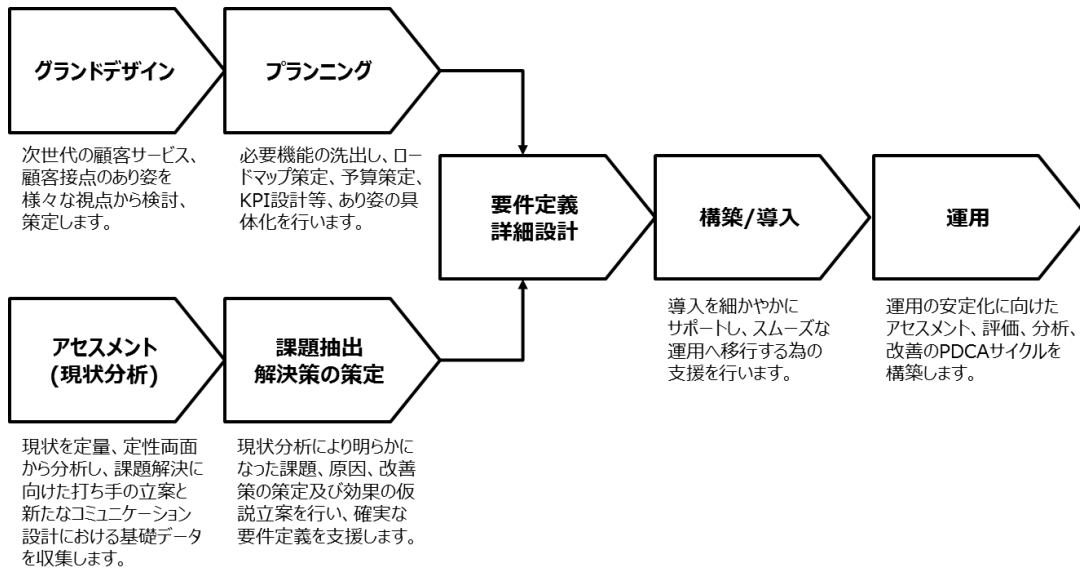 グランドデザイン
次世代の顧客サービス、
顧客接点のあり姿を
様々な視点から検討、
策定します。
プランニング
必要機能の洗出し、ロー
ドマップ策定、予算策定、
KPI設計等、あり姿の具
体化を行います。
アセスメント
(現状分析)
現状を定量、定性両面
から分析し、課題解決に
向けた打ち手の立案と
新たなコミュニケーション
設計における基礎データ
を収集します。
課題抽出
解決策の策定
現状分析により明らかに
なった課題、原因、改善
策の策定及び効果の仮
説立案を行い、確実な
要件定義を支援します。
要件定義
詳細設計
構築/導入
導入を細かやかに
サポートし、スムーズな
運用へ移行する為の
支援を行います。
運用
運用の安定化に向けた
アセスメント、評価、分析、
改善のPDCAサイクルを
構築します。